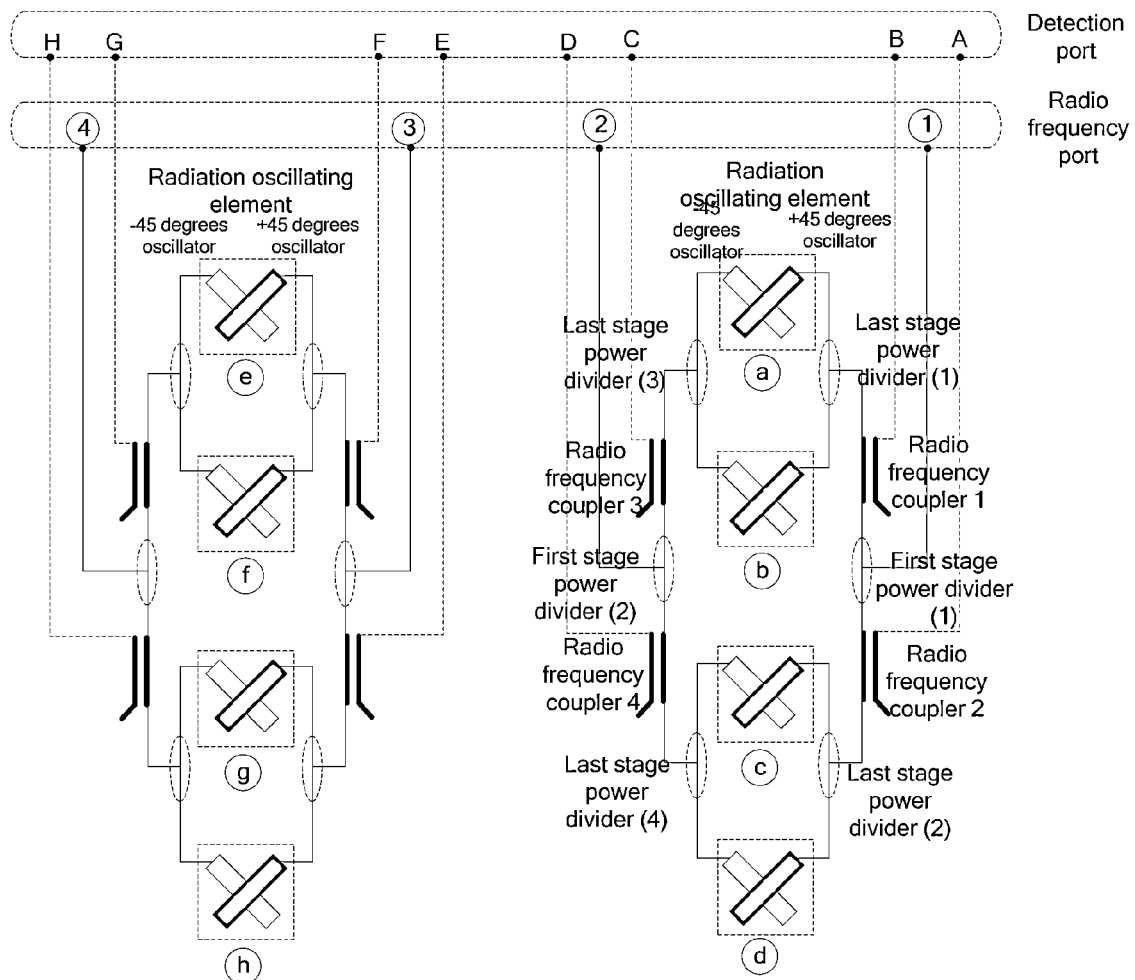 H G F E D C B A
Detection
port
4 3 2 1
Radio
frequency
port
Radiation oscillating
element
-45 degrees
oscillator
+45 degrees
oscillator
Radiation
oscillating element
-45
degrees
oscillator
+45 degrees
oscillator
e
a
Last stage
power
divider (3)
Last stage
power
divider (1)
Radio
frequency
coupler 3
Radio
frequency
coupler 1
f
b
First stage
power
divider (2)
First stage
power divider
(1)
Radio
frequency
coupler 4
Radio
frequency
coupler 2
g
c
Last stage
power
divider (4)
Last stage
power
divider (2)
h
d